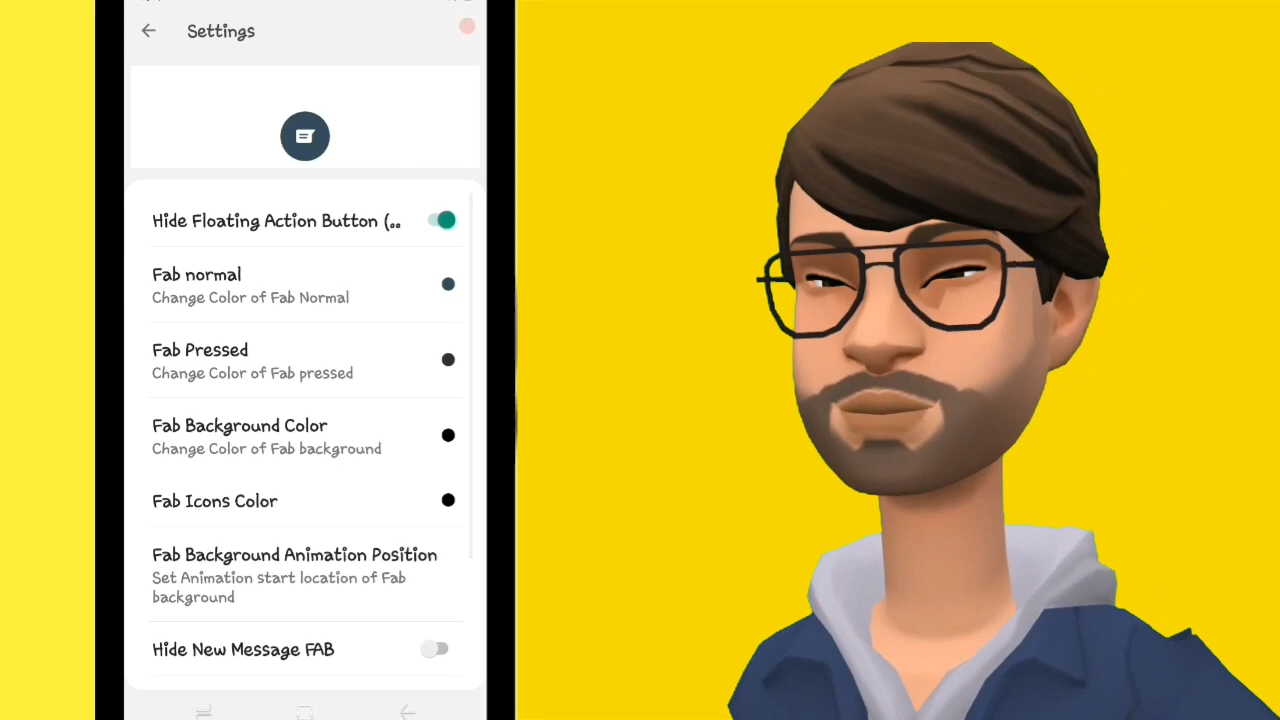 Settings
Hide Floating Action Button (..
Fab normal
Change Color of Fab Normal
Fab Pressed
Change Color of Fab pressed
Fab Background Color
Change Color of Fab background
Fab Icons Color
Fab Background Animation Position
Set Animation start location of Fab
background
Hide New Message FAB